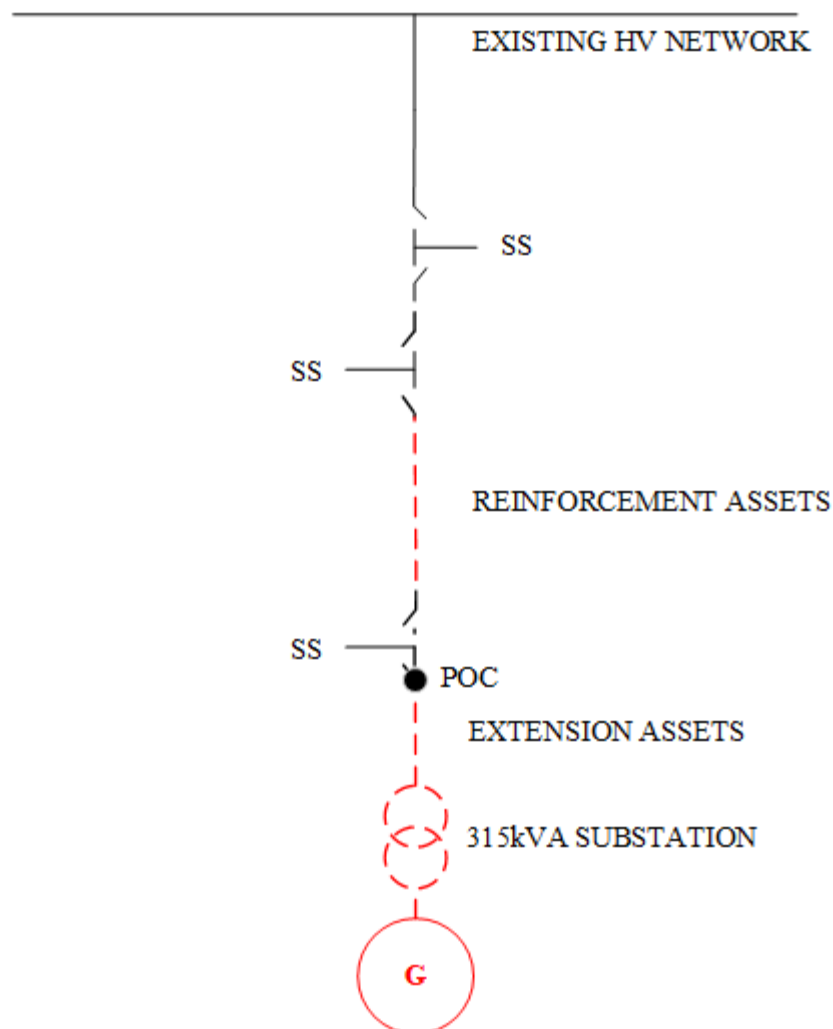 EXISTING HV NETWORK
SS
SS
REINFORCEMENT ASSETS
SS
POC
EXTENSION ASSETS
315kVA SUBSTATION
G